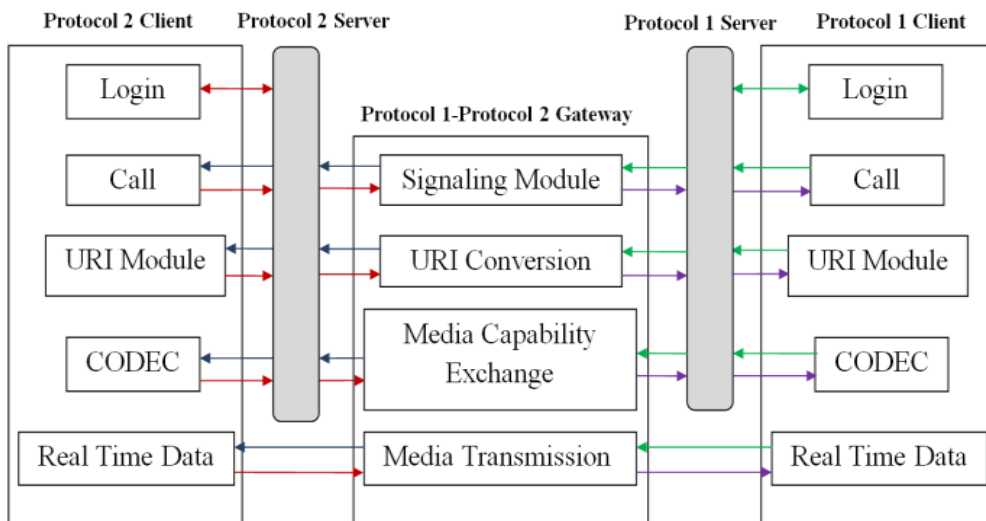 Protocol 2 Client
Protocol 2 Server
Protocol 1 Server
Protocol 1 Client
Login
Login
Protocol 1-Protocol 2 Gateway
Call
Signaling Module
Call
URI Module
URI Conversion
URI Module
CODEC
Media Capability
Exchange
CODEC
Real Time Data
Media Transmission
Real Time Data